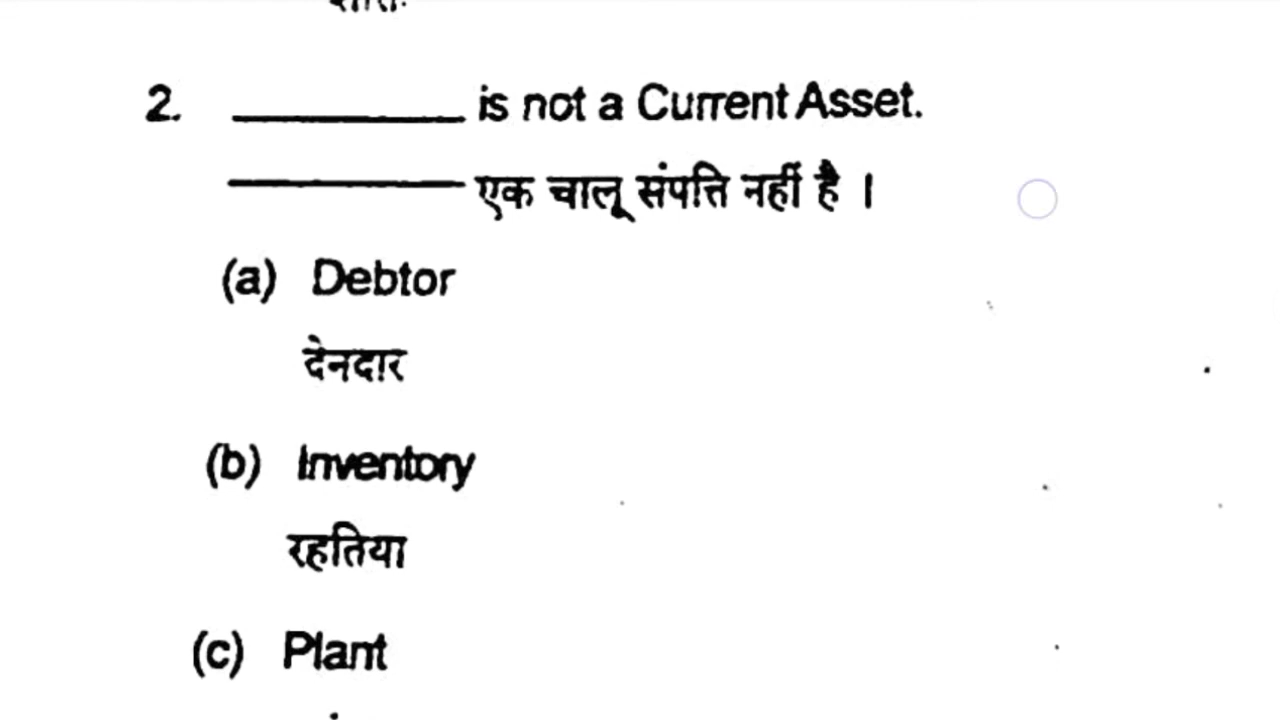 2. __________ is not a Current Asset.
__________ एक चालू संपत्ति नहीं है ।
(a) Debtor
देनदार
(b) Inventory
रहतिया
(c) Plant